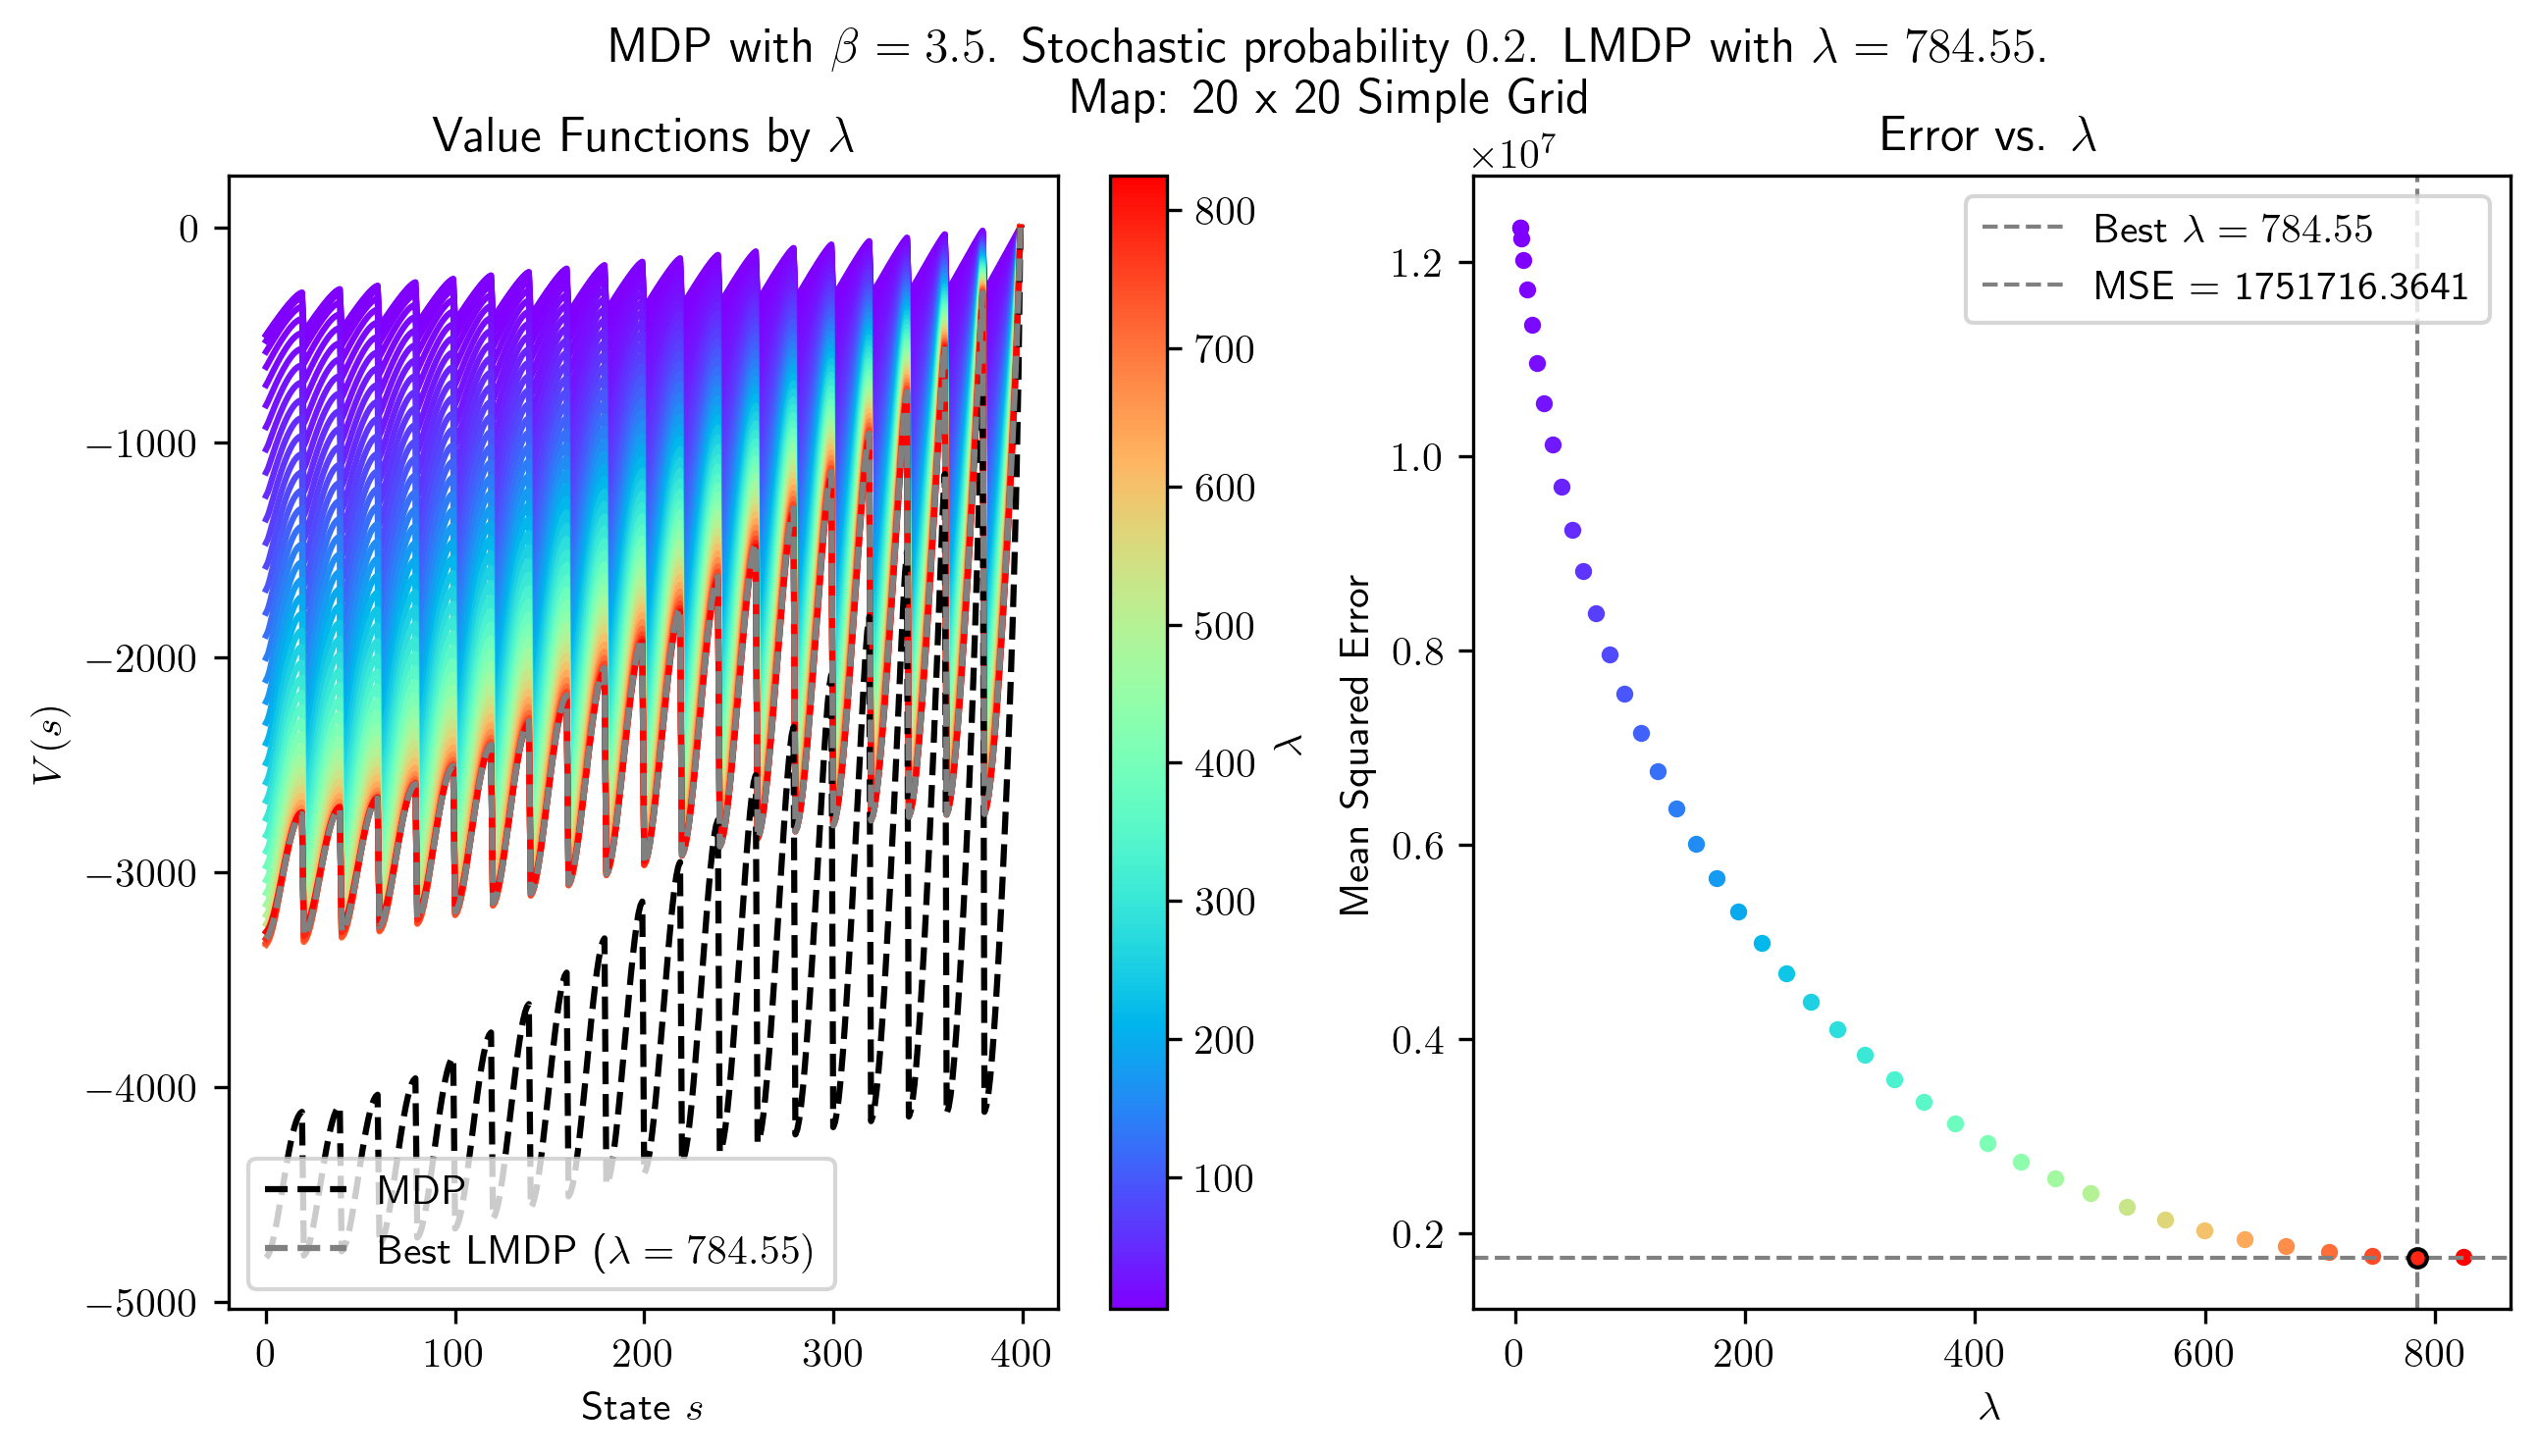 MDP with β = 3.5. Stochastic probability 0.2. LMDP with λ = 784.55.
Map: 20 x 20 Simple Grid
Value Functions by λ
0
−1000
−2000
−3000
−4000
−5000
V(s)
0
100
200
300
400
State s
MDP
Best LMDP (λ = 784.55)
800
700
600
500
400
300
200
100
λ
Error vs. λ
×10⁷
1.2
1.0
0.8
0.6
0.4
0.2
Mean Squared Error
0
200
400
600
800
λ
Best λ = 784.55
MSE = 1751716.3641